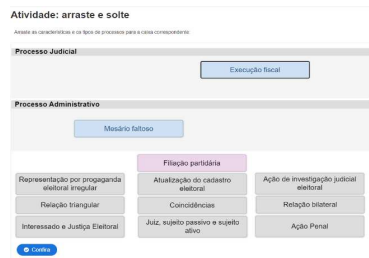 Atividade: arraste e solte
Arraste as características e os tipos de processos para a caixa correspondente
Processo Judicial
Execução fiscal
Processo Administrativo
Mesário faltoso
Filiação partidária
Representação por progaganda
eleitoral irregular
Atualização do cadastro
eleitoral
Ação de investigação judicial
eleitoral
Relação triangular
Coincidências
Relação bilateral
Interessado e Justiça Eleitoral
Juiz, sujeito passivo e sujeito
ativo
Ação Penal
Confira